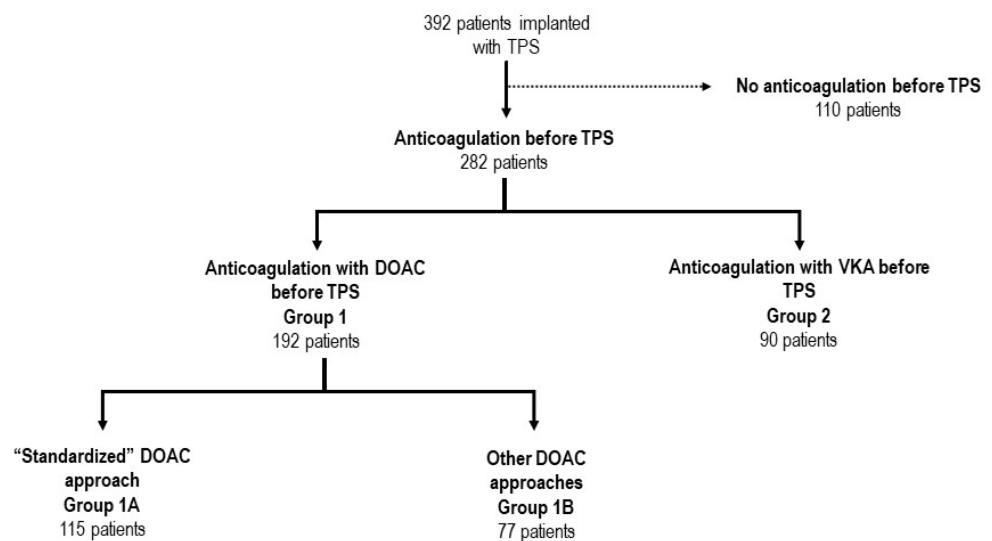 392 patients implanted
with TPS
No anticoagulation before TPS
110 patients
Anticoagulation before TPS
282 patients
Anticoagulation with DOAC
before TPS
Group 1
192 patients
Anticoagulation with VKA before
TPS
Group 2
90 patients
“Standardized” DOAC
approach
Group 1A
115 patients
Other DOAC
approaches
Group 1B
77 patients